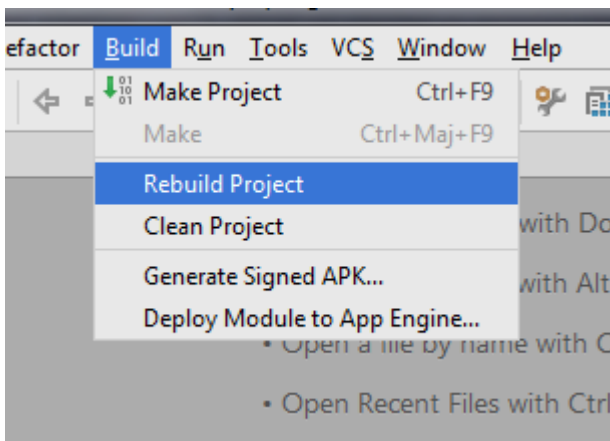 efactor Build Run Tools VCS Window Help
Make Project Ctrl+F9
Make Ctrl+Maj+F9
Rebuild Project
Clean Project
with Do
Generate Signed APK...
with Alt
Deploy Module to App Engine...
• Open a file by name with C
• Open Recent Files with Ctrl